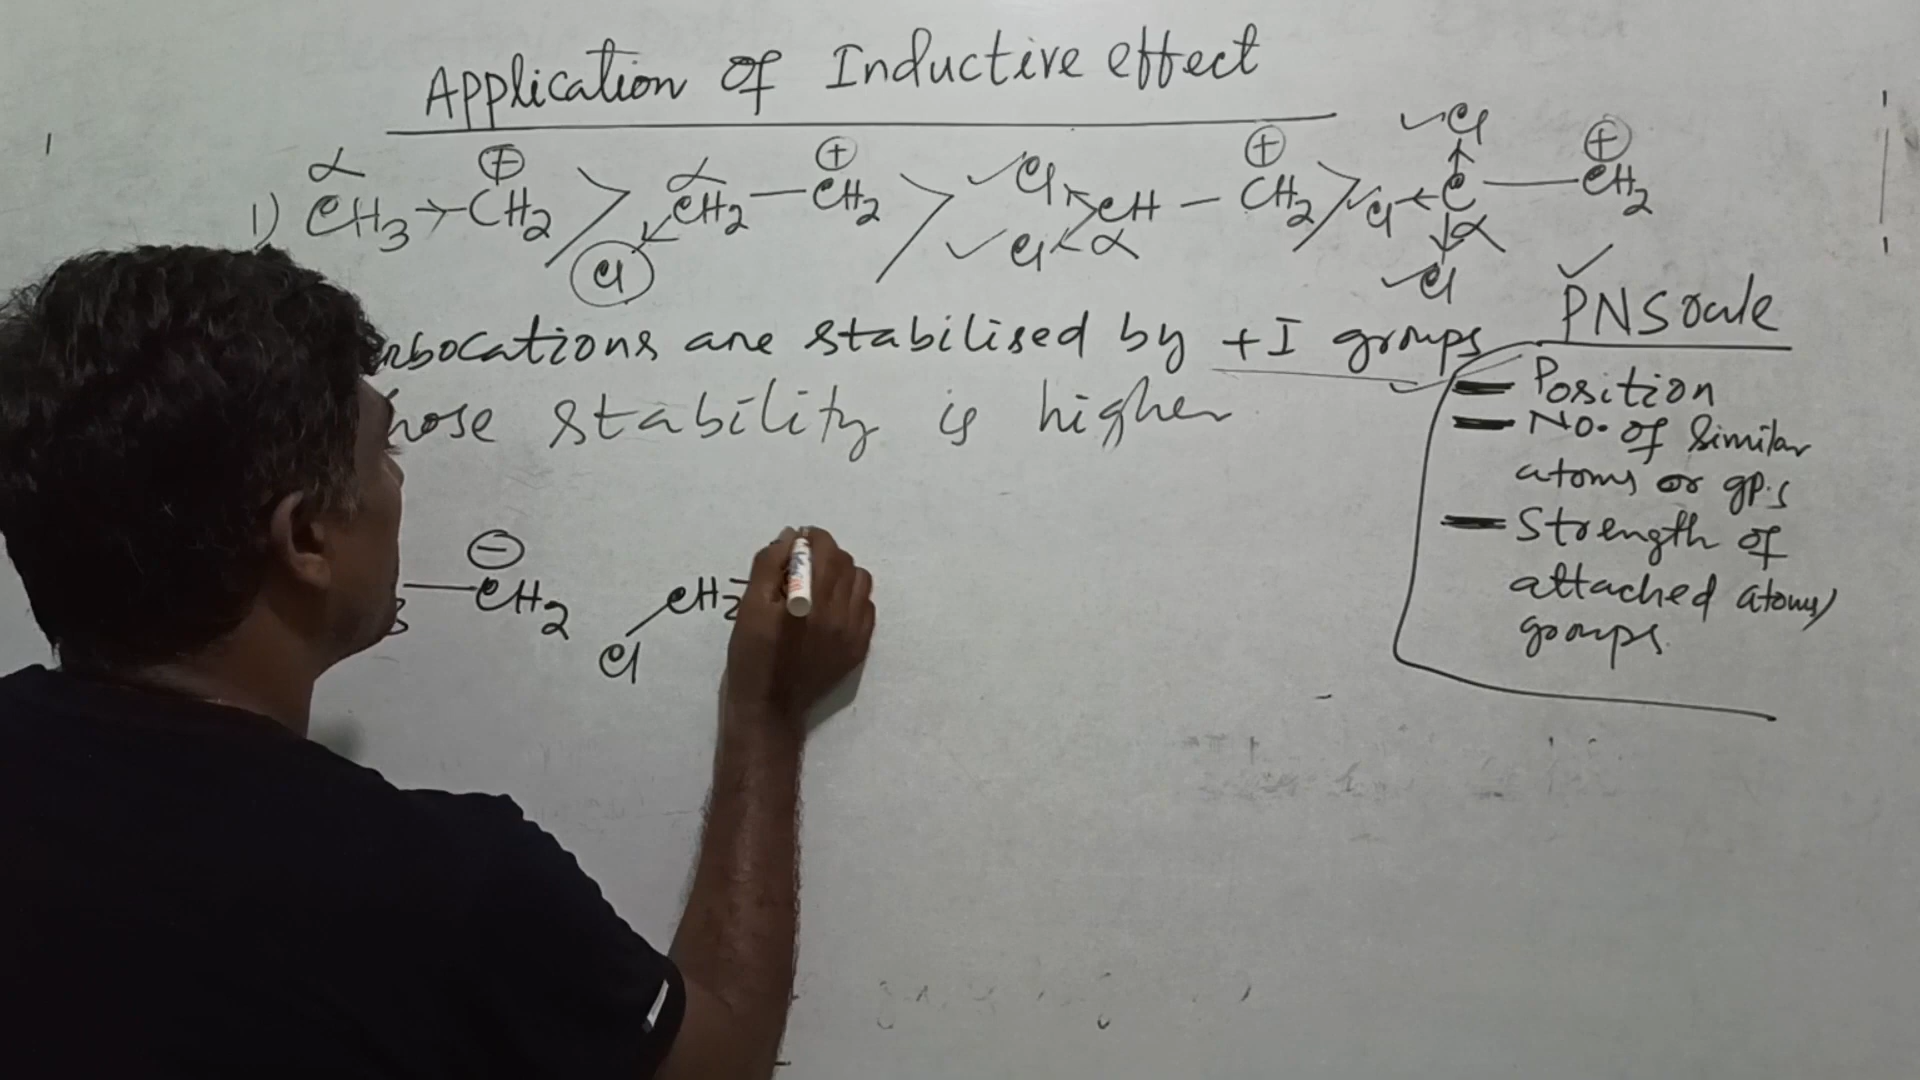 Application of Inductive effect
1) CH3 → CH2 ⊕ > CH2 — CH2 ⊕ > CH — CH2 ⊕ > C — CH2 ⊕
α α α α
Cl Cl Cl Cl Cl Cl
rbocations are stabilised by +I groups
hose stability is higher
PNS rule
Position
No. of Similar
atoms or gps
Strength of
attached atoms/
groups.
3 — CH2 ⊖ CH2
Cl